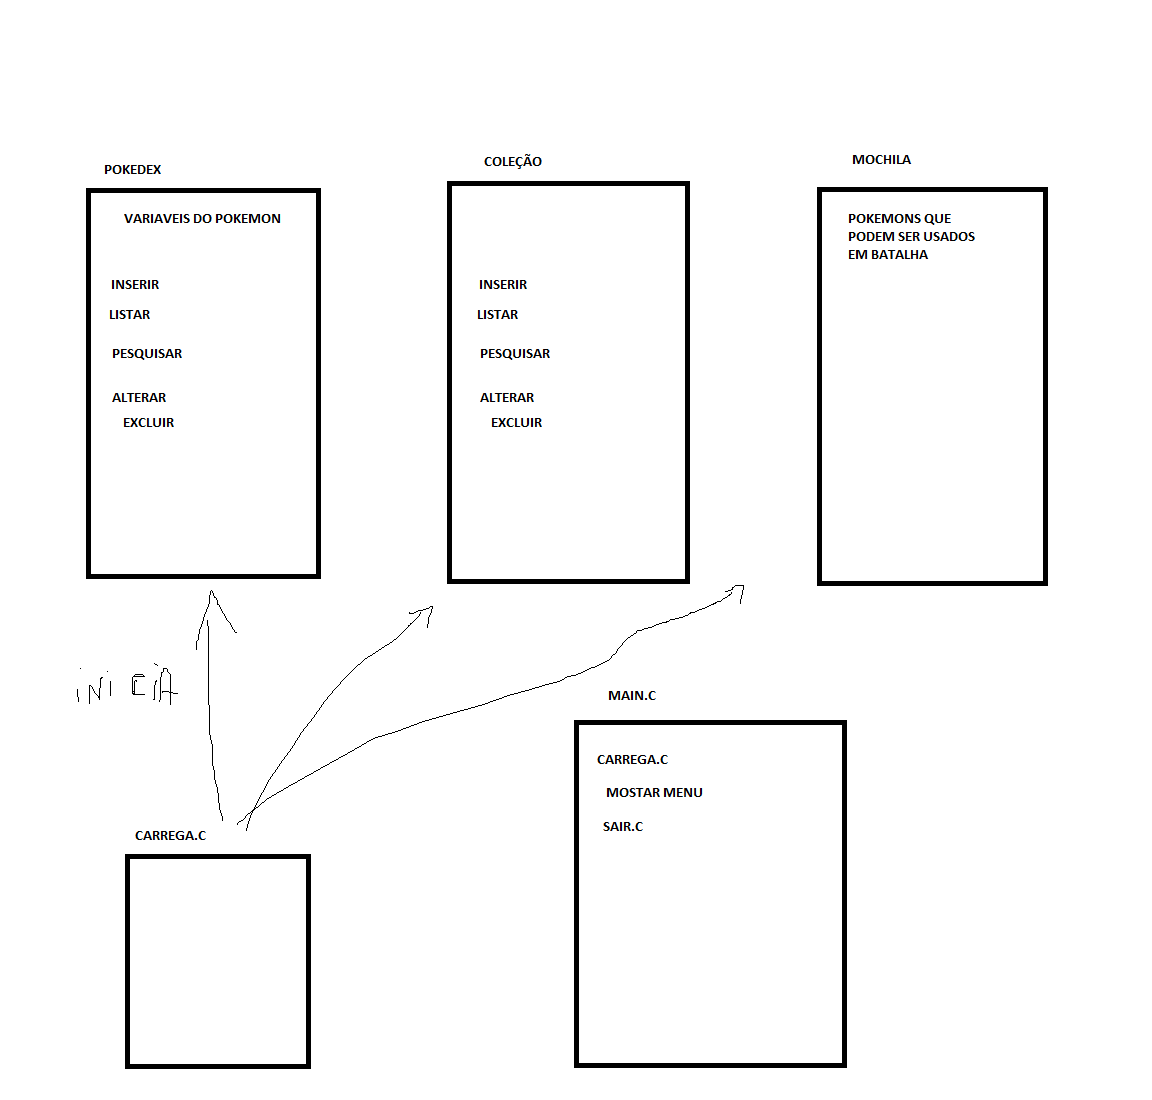 POKEDEX
VARIAVEIS DO POKEMON
INSERIR
LISTAR
PESQUISAR
ALTERAR
EXCLUIR
COLEÇÃO
INSERIR
LISTAR
PESQUISAR
ALTERAR
EXCLUIR
MOCHILA
POKEMONS QUE
PODEM SER USADOS
EM BATALHA
iNiCiA
CARREGA.C
MAIN.C
CARREGA.C
MOSTAR MENU
SAIR.C